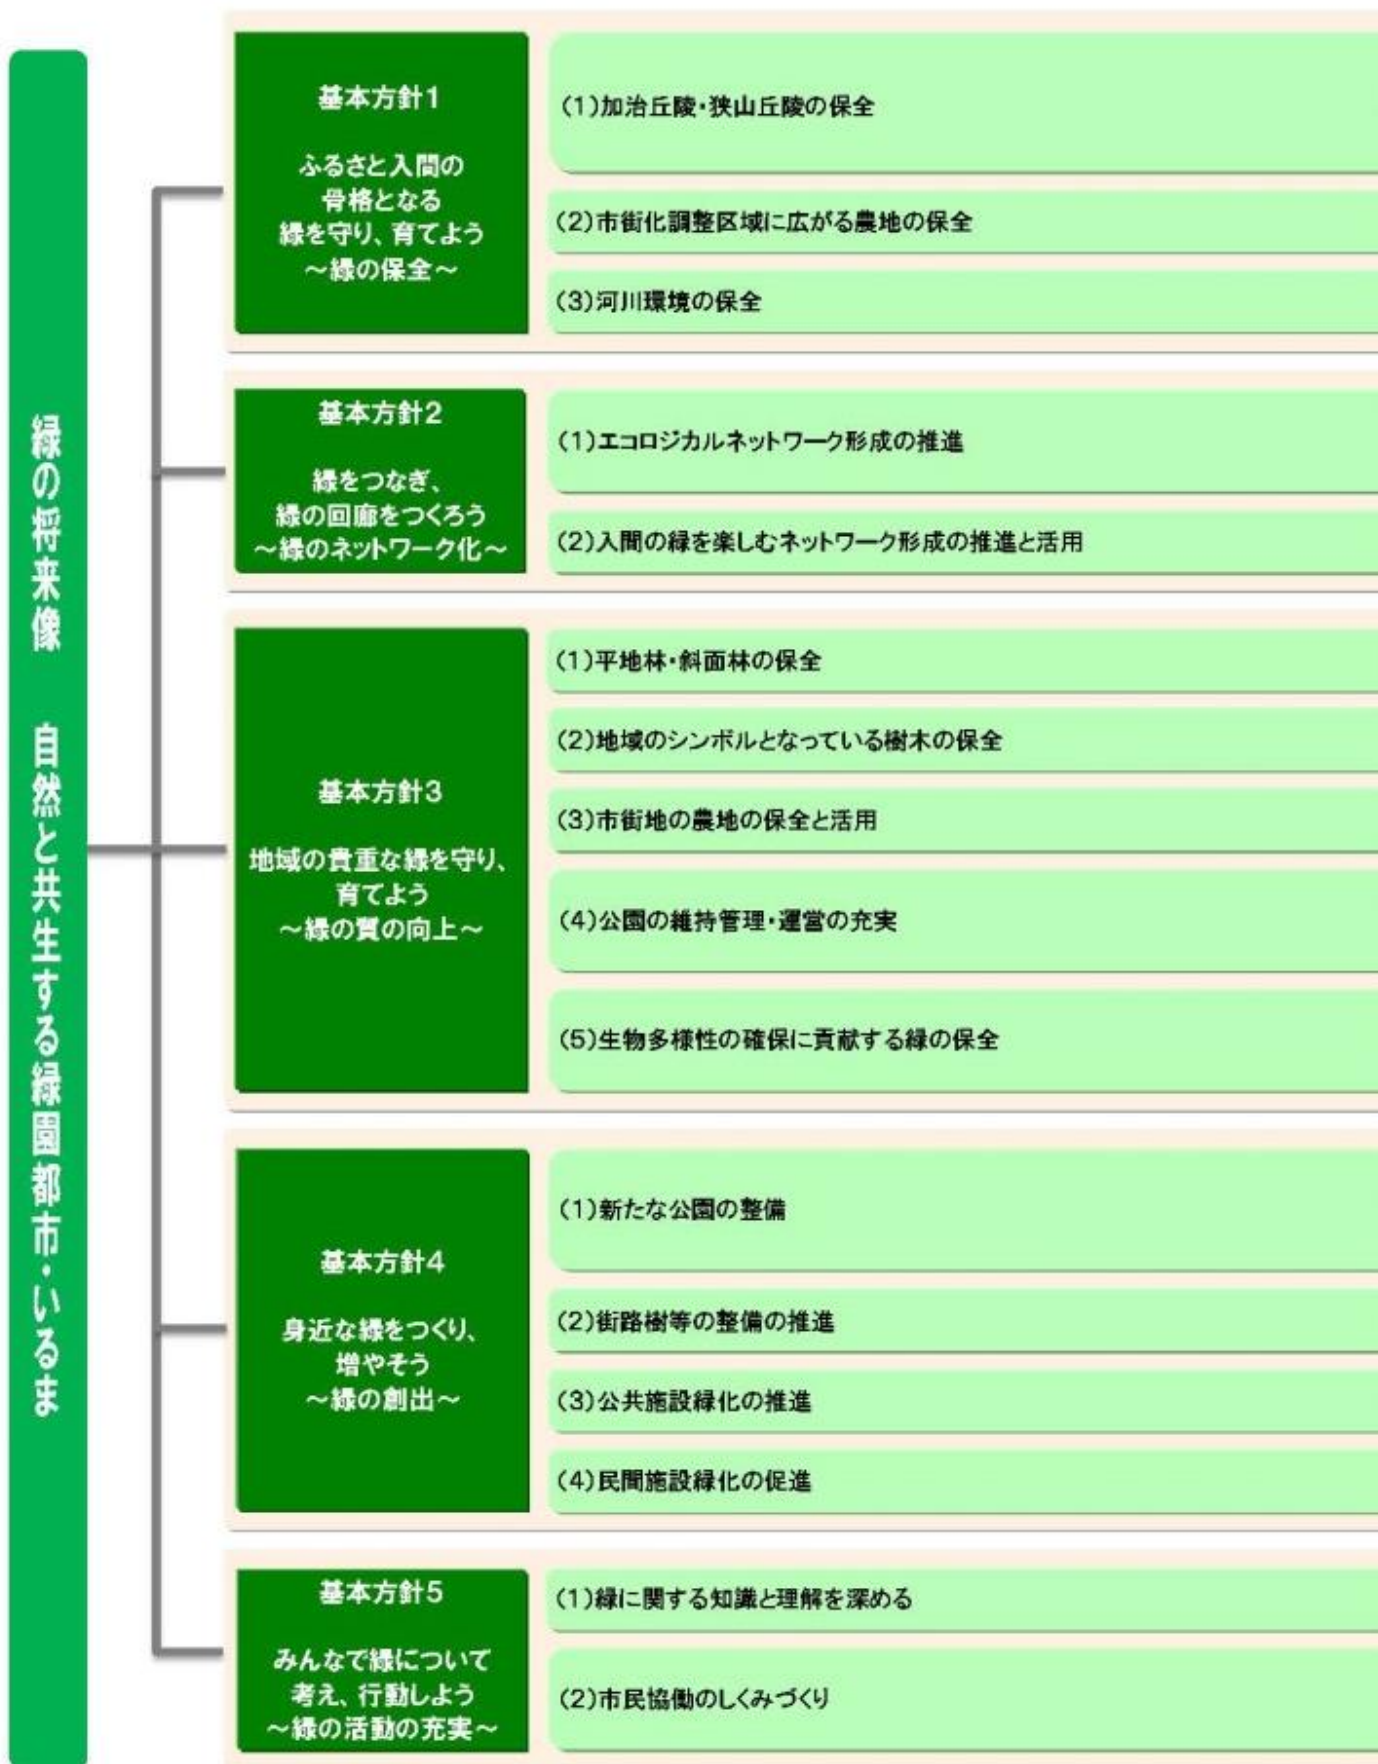 緑の将来像　自然と共生する緑園都市・いるま
基本方針1
ふるさと入間の
骨格となる
緑を守り、育てよう
～緑の保全～
(1)加治丘陵・狭山丘陵の保全
(2)市街化調整区域に広がる農地の保全
(3)河川環境の保全
基本方針2
緑をつなぎ、
緑の回廊をつくろう
～緑のネットワーク化～
(1)エコロジカルネットワーク形成の推進
(2)入間の緑を楽しむネットワーク形成の推進と活用
基本方針3
地域の貴重な緑を守り、
育てよう
～緑の質の向上～
(1)平地林・斜面林の保全
(2)地域のシンボルとなっている樹木の保全
(3)市街地の農地の保全と活用
(4)公園の維持管理・運営の充実
(5)生物多様性の確保に貢献する緑の保全
基本方針4
身近な緑をつくり、
増やそう
～緑の創出～
(1)新たな公園の整備
(2)街路樹等の整備の推進
(3)公共施設緑化の推進
(4)民間施設緑化の促進
基本方針5
みんなで緑について
考え、行動しよう
～緑の活動の充実～
(1)緑に関する知識と理解を深める
(2)市民協働のしくみづくり